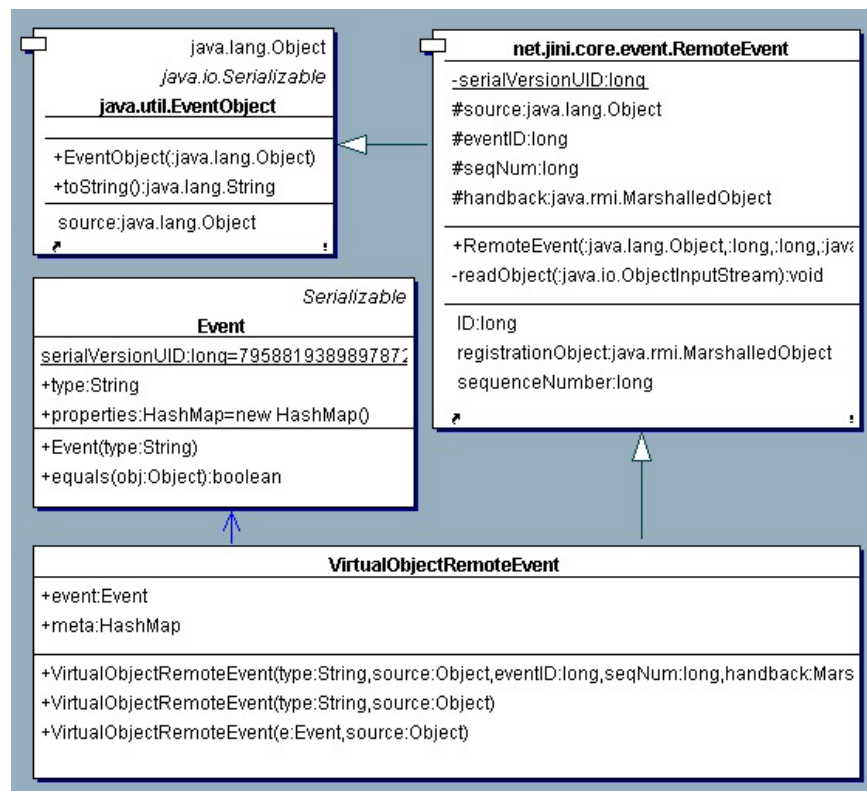 java.lang.Object
java.io.Serializable
java.util.EventObject
+EventObject(:java.lang.Object)
+toString():java.lang.String
source:java.lang.Object
net.jini.core.event.RemoteEvent
-serialVersionUID:long
#source:java.lang.Object
#eventID:long
#seqNum:long
#handback:java.rmi.MarshalledObject
+RemoteEvent(:java.lang.Object,:long,:long,:java
-readObject(:java.io.ObjectInputStream):void
ID:long
registrationObject:java.rmi.MarshalledObject
sequenceNumber:long
Serializable
Event
serialVersionUID:long=7958819389897872
+type:String
+properties:HashMap=new HashMap()
+Event(type:String)
+equals(obj:Object):boolean
VirtualObjectRemoteEvent
+event:Event
+meta:HashMap
+VirtualObjectRemoteEvent(type:String,source:Object,eventID:long,seqNum:long,handback:Mars
+VirtualObjectRemoteEvent(type:String,source:Object)
+VirtualObjectRemoteEvent(e:Event,source:Object)